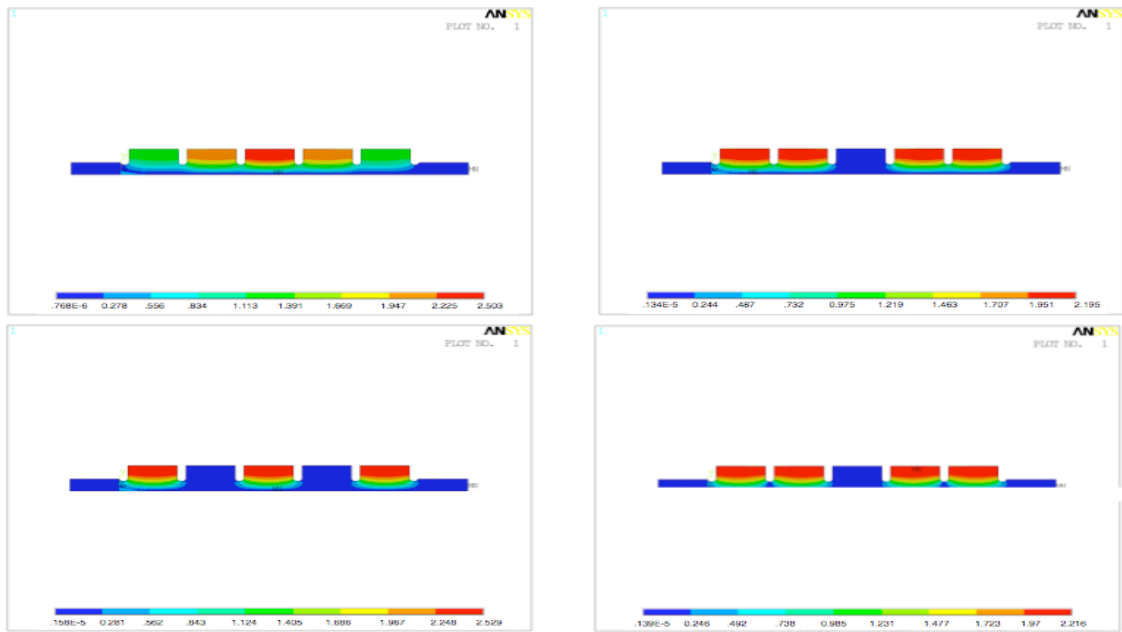 1
ANSYS
PLOT NO. 1
.768E-6 0.278 .556 .834 1.113 1.391 1.669 1.947 2.225 2.503
1
ANSYS
PLOT NO. 1
.134E-5 0.244 .487 .732 0.975 1.219 1.463 1.707 1.951 2.195
1
ANSYS
PLOT NO. 1
.158E-5 0.281 .562 .843 1.124 1.405 1.686 1.967 2.248 2.529
1
ANSYS
PLOT NO. 1
.139E-5 0.246 .492 .738 0.985 1.231 1.477 1.723 1.97 2.216